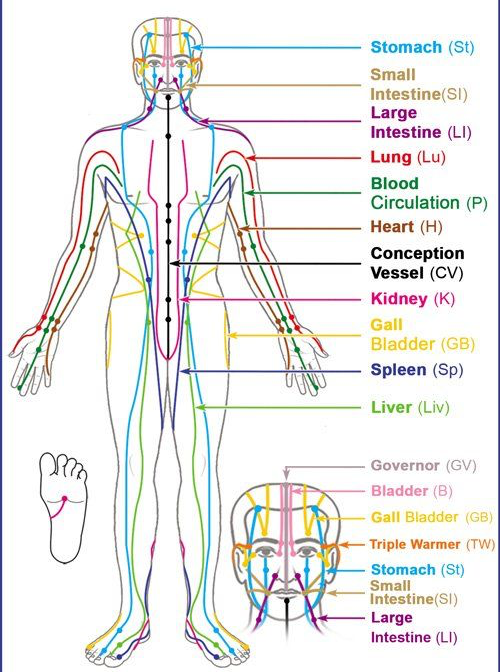 Stomach (St)
Small
Intestine(SI)
Large
Intestine (LI)
Lung (Lu)
Blood
Circulation (P)
Heart (H)
Conception
Vessel (CV)
Kidney (K)
Gall
Bladder (GB)
Spleen (Sp)
Liver (Liv)
Governor (GV)
Bladder (B)
Gall Bladder (GB)
Triple Warmer (TW)
Stomach (St)
Small
Intestine(SI)
Large
Intestine (LI)